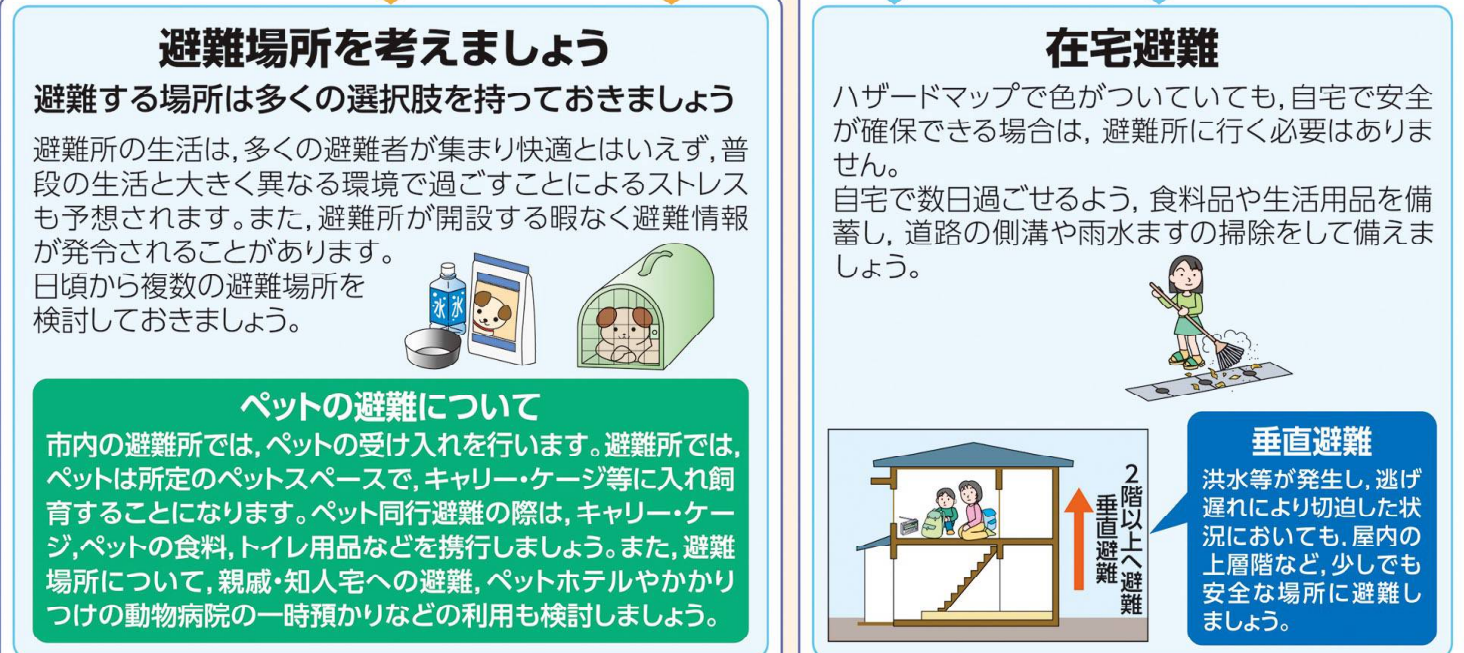 避難場所を考えましょう
避難する場所は多くの選択肢を持っておきましょう
避難所の生活は,多くの避難者が集まり快適とはいえず,普
段の生活と大きく異なる環境で過ごすことによるストレス
も予想されます。また,避難所が開設する暇なく避難情報
が発令されることがあります。
日頃から複数の避難場所を
検討しておきましょう。
氷
氷
ペットの避難について
市内の避難所では,ペットの受け入れを行います。避難所では,
ペットは所定のペットスペースで,キャリー・ケージ等に入れ飼
育することになります。ペット同行避難の際は,キャリー・ケー
ジ,ペットの食料,トイレ用品などを携行しましょう。また,避難
場所について,親戚・知人宅への避難,ペットホテルやかかり
つけの動物病院の一時預かりなどの利用も検討しましょう。
在宅避難
ハザードマップで色がついていても,自宅で安全
が確保できる場合は,避難所に行く必要はありま
せん。
自宅で数日過ごせるよう,食料品や生活用品を備
蓄し,道路の側溝や雨水ますの掃除をして備えま
しょう。
2階以上へ避難
垂直避難
垂直避難
洪水等が発生し,逃げ
遅れにより切迫した状
況においても,屋内の
上層階など,少しでも
安全な場所に避難し
ましょう。